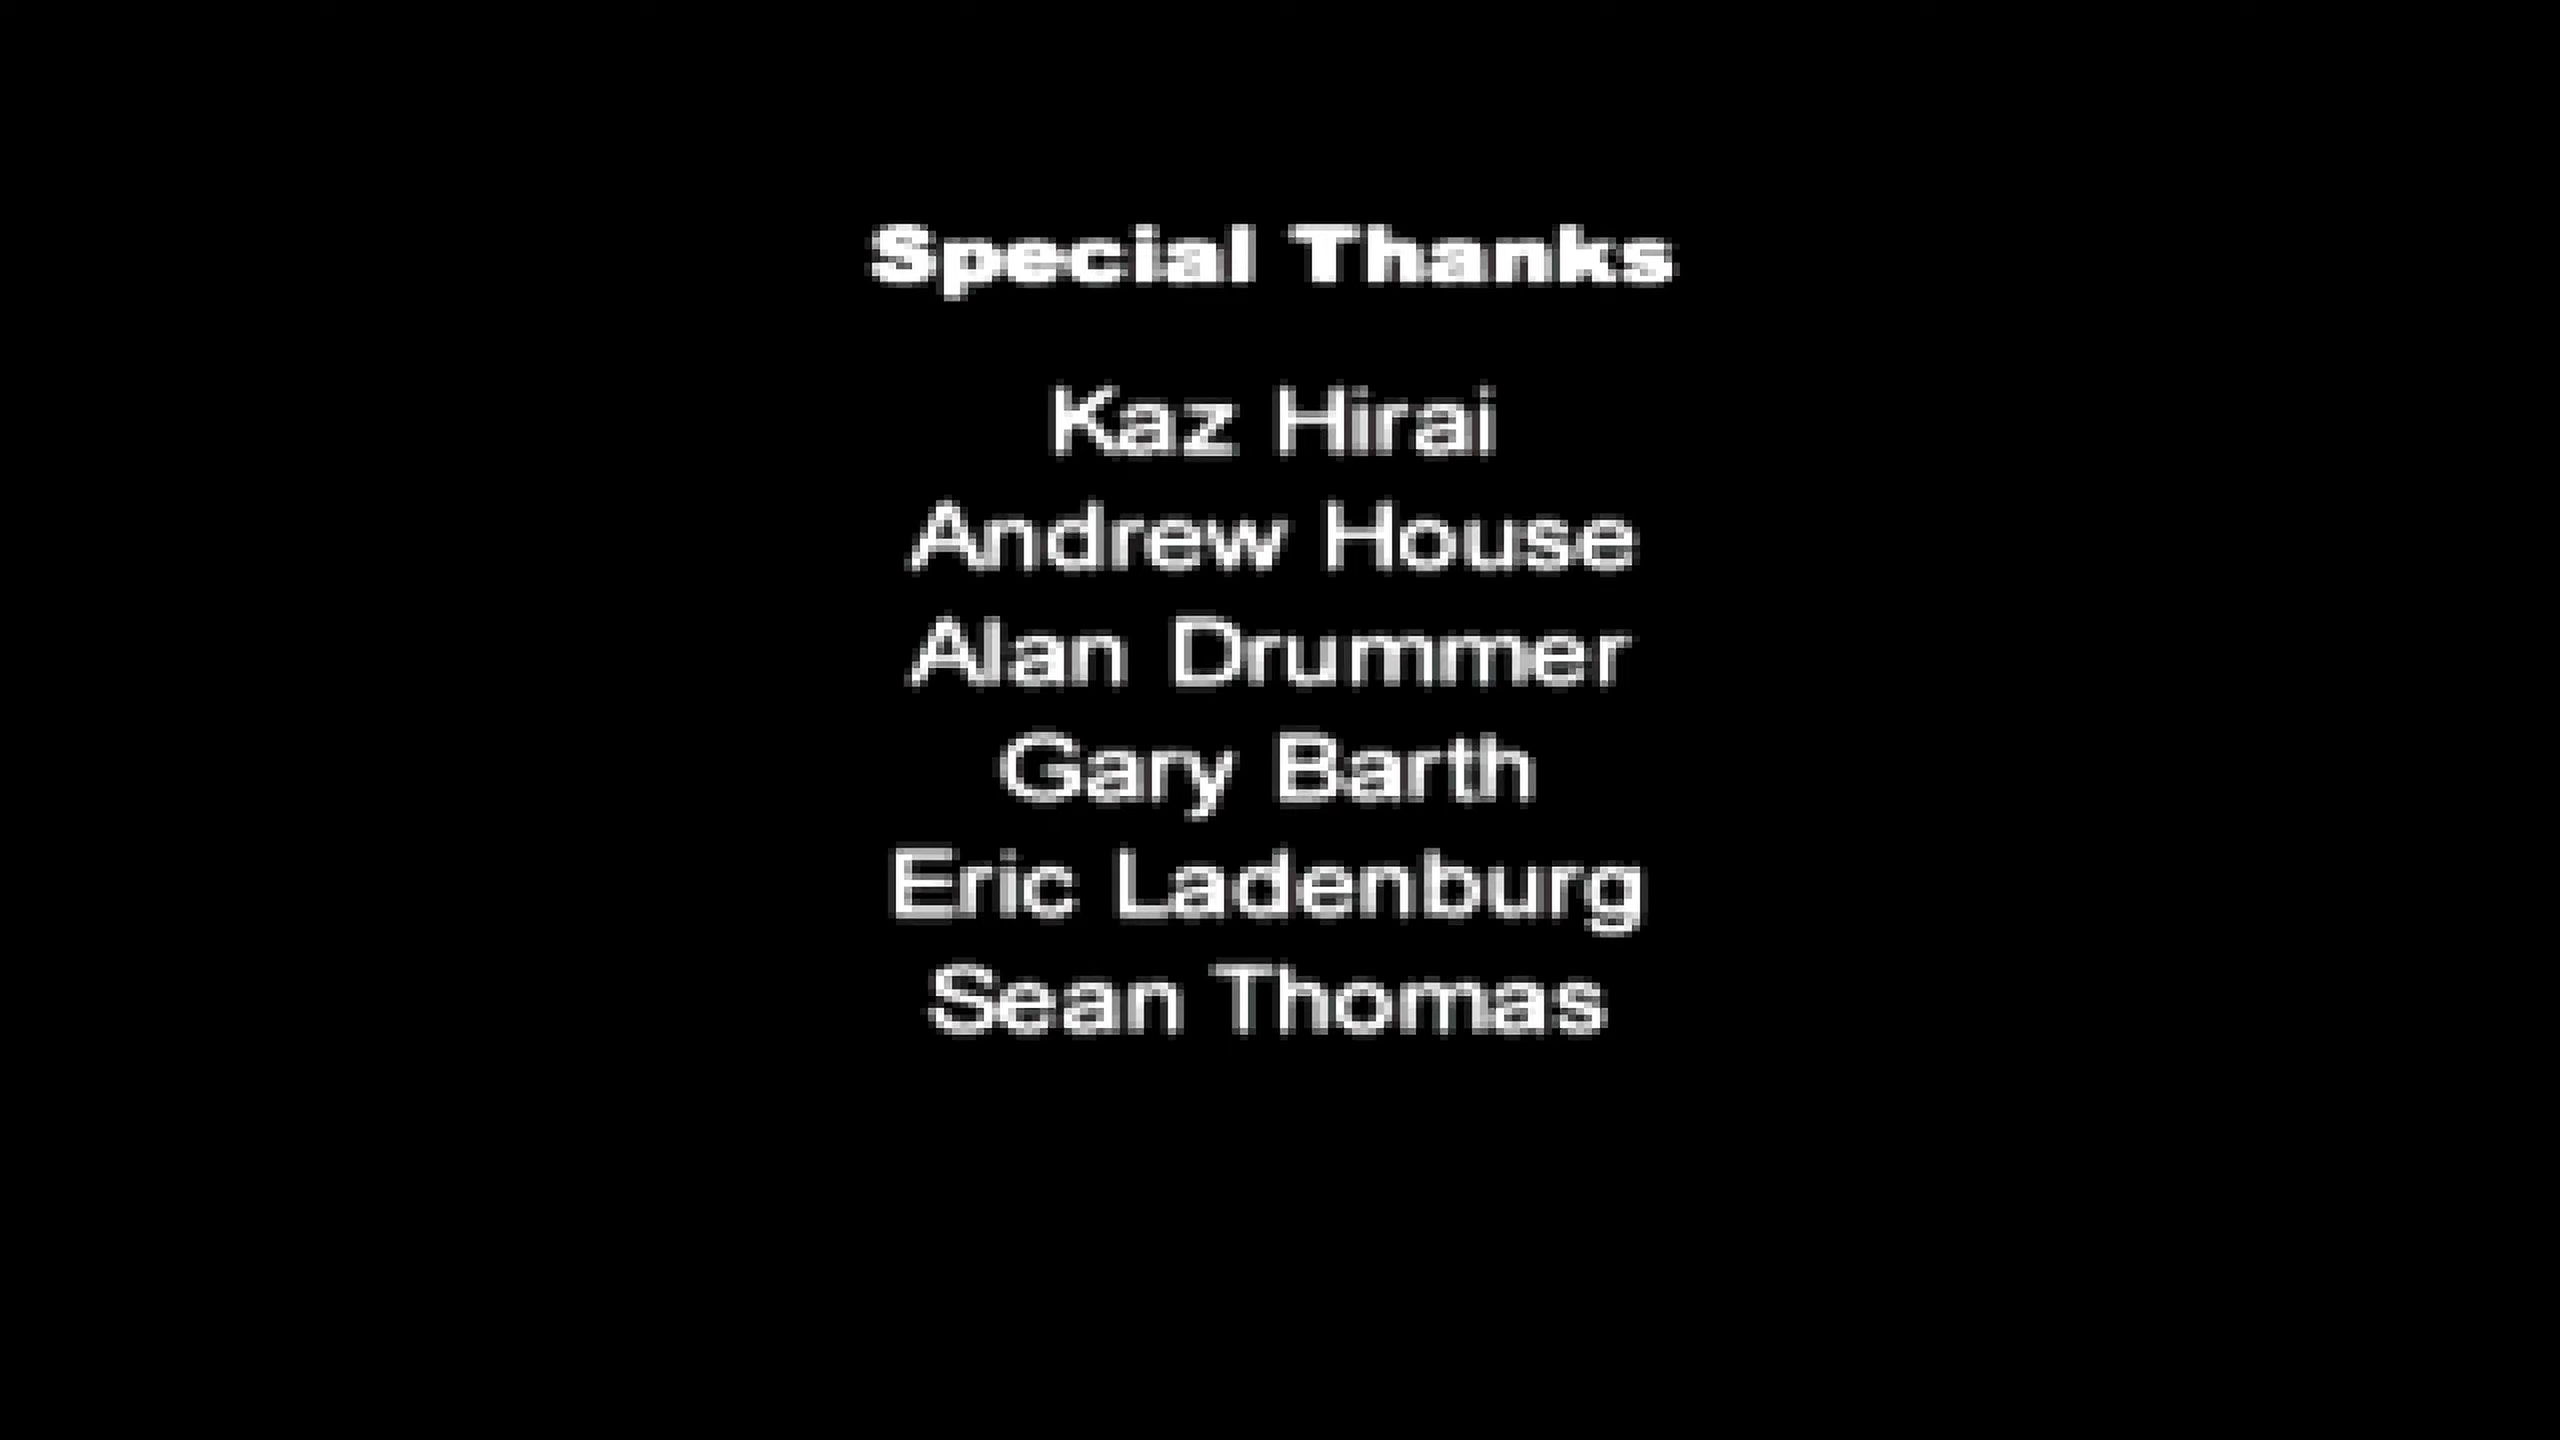 Special Thanks
Kaz Hirai
Andrew House
Alan Drummer
Gary Barth
Eric Ladenburg
Sean Thomas